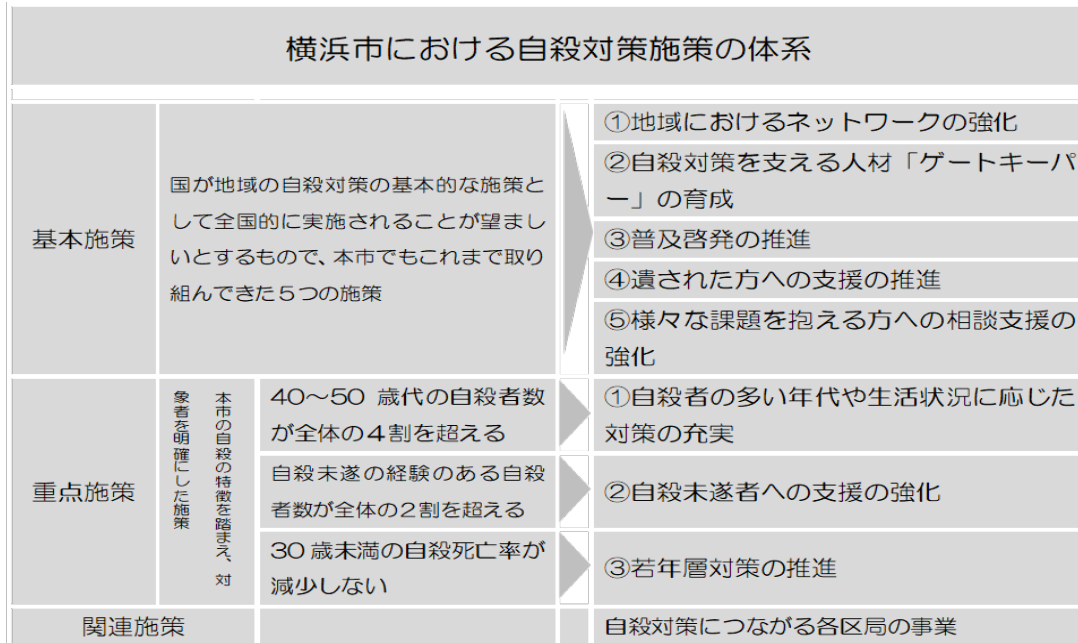 横浜市における自殺対策施策の体系
基本施策
国が地域の自殺対策の基本的な施策と
して全国的に実施されることが望まし
いとするもので、本市でもこれまで取り
組んできた５つの施策
①地域におけるネットワークの強化
②自殺対策を支える人材「ゲートキーパ
ー」の育成
③普及啓発の推進
④遺された方への支援の推進
⑤様々な課題を抱える方への相談支援の
強化
重点施策
本市の自殺の特徴を踏まえ、対
象者を明確にした施策
40～50 歳代の自殺者数
が全体の４割を超える
①自殺者の多い年代や生活状況に応じた
対策の充実
自殺未遂の経験のある自殺
者数が全体の２割を超える
②自殺未遂者への支援の強化
30 歳未満の自殺死亡率が
減少しない
③若年層対策の推進
関連施策
自殺対策につながる各区局の事業